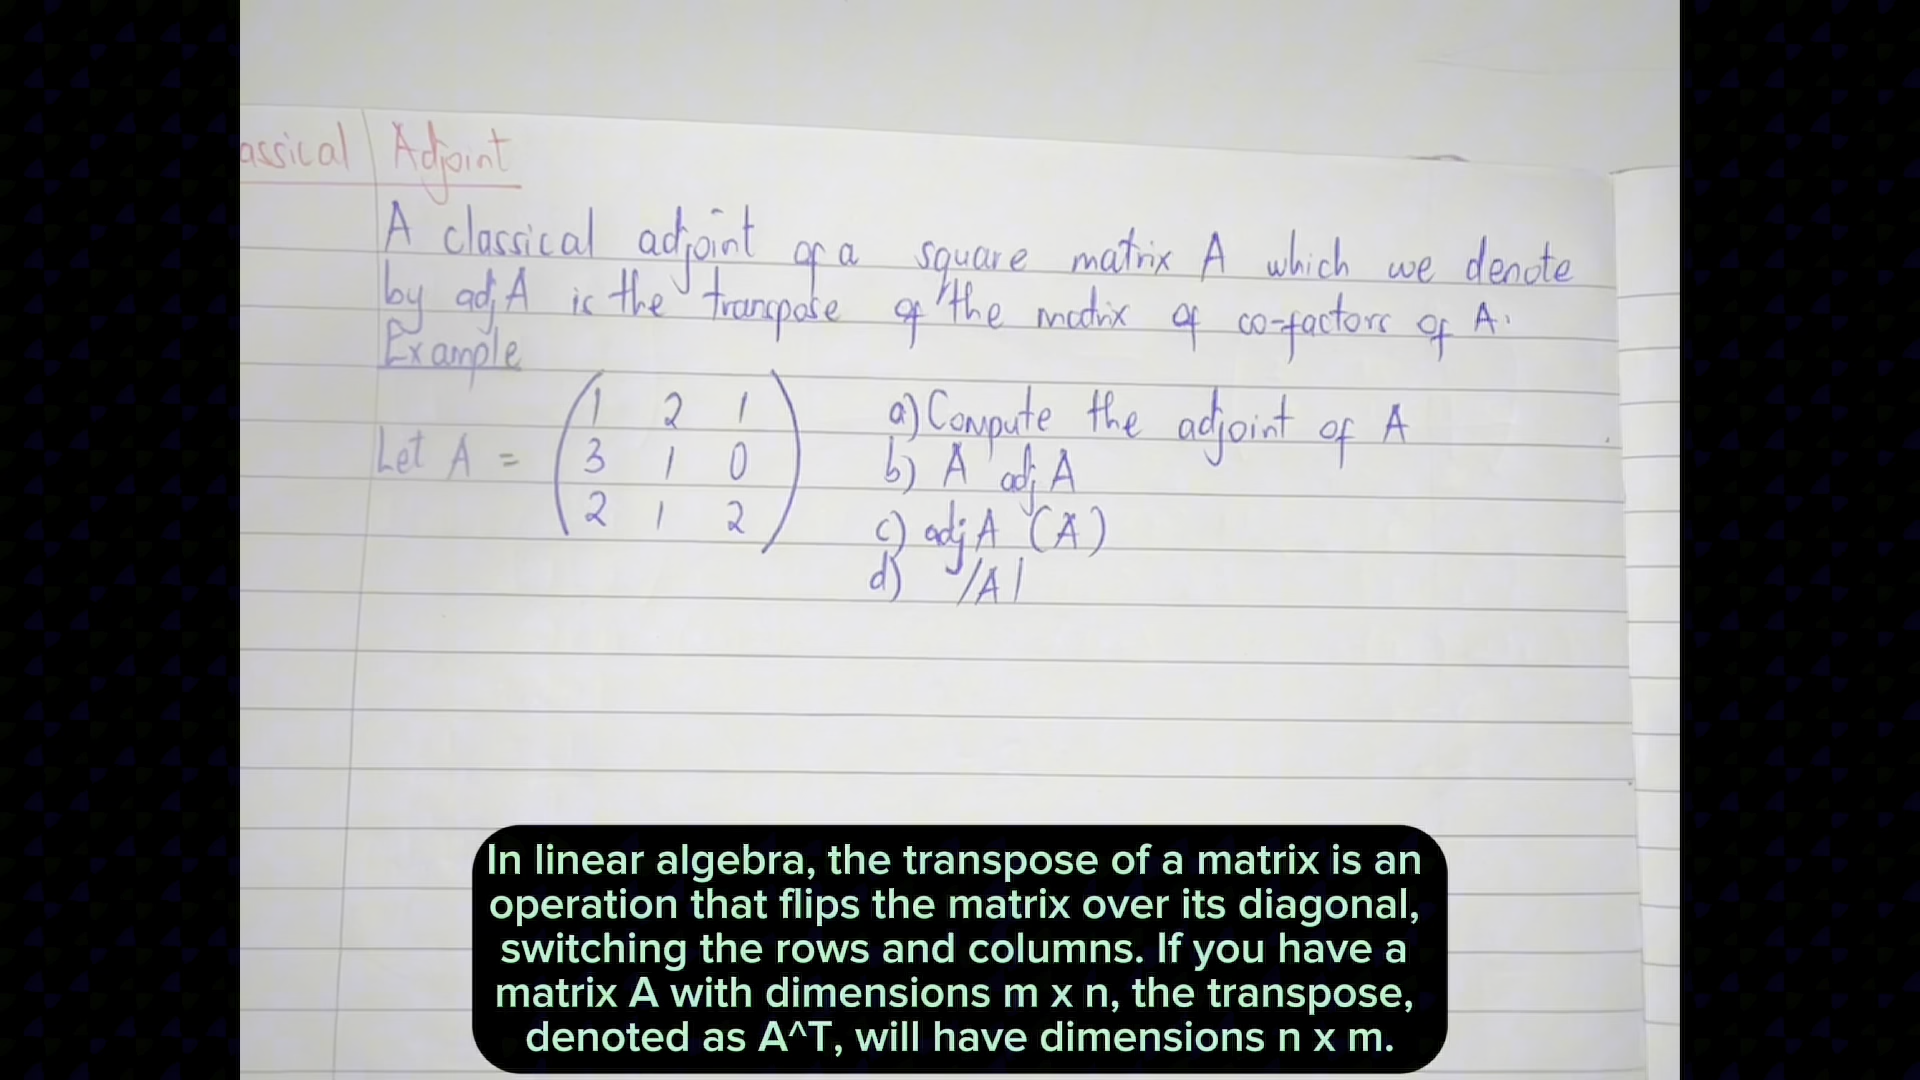 assical Adjoint
A classical adjoint of a square matrix A which we denote
by adj A is the transpose of the matrix of co-factors of A.
Example
Let A = (1 2 1
3 1 0
2 1 2)
a) Compute the adjoint of A
b) A adj A
c) adj A (A)
d) |A|
In linear algebra, the transpose of a matrix is an
operation that flips the matrix over its diagonal,
switching the rows and columns. If you have a
matrix A with dimensions m x n, the transpose,
denoted as A^T, will have dimensions n x m.